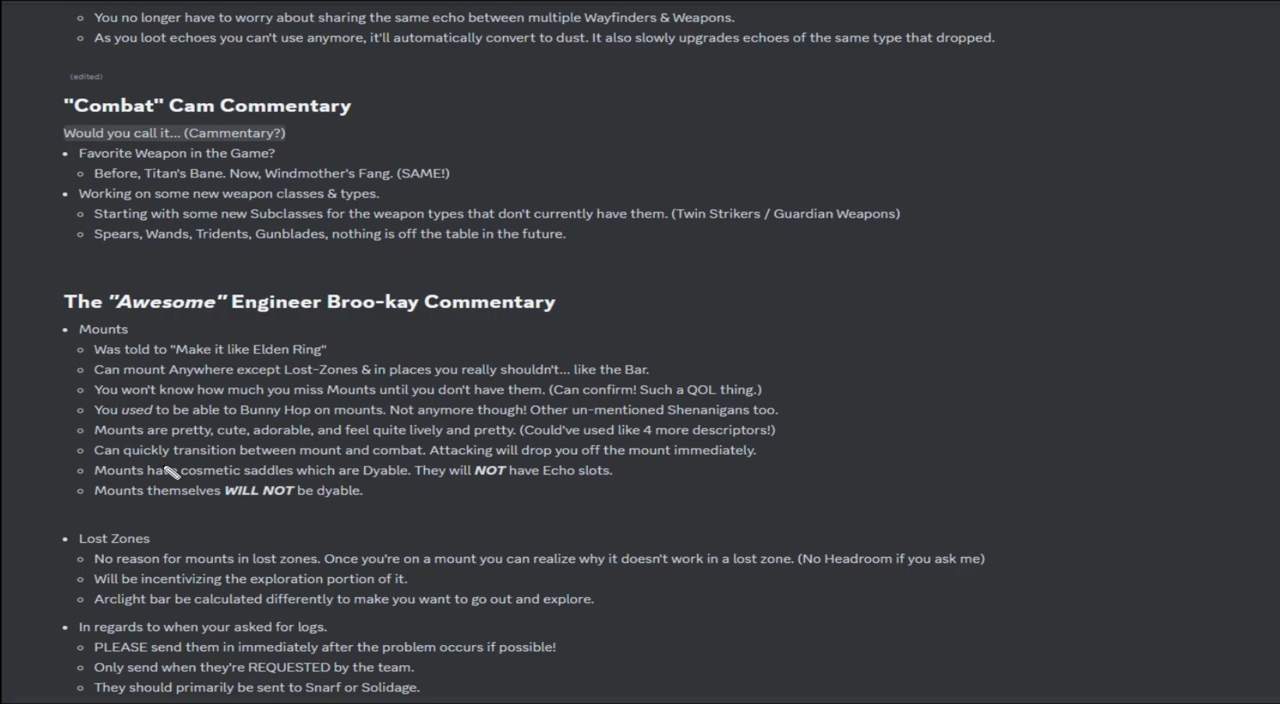 You no longer have to worry about sharing the same echo between multiple Wayfinders & Weapons.
As you loot echoes you can't use anymore, it'll automatically convert to dust. It also slowly upgrades echoes of the same type that dropped.
(edited)
"Combat" Cam Commentary
Would you call it... (Cammentary?)
Favorite Weapon in the Game?
Before, Titan's Bane. Now, Windmother's Fang. (SAME!)
Working on some new weapon classes & types.
Starting with some new Subclasses for the weapon types that don't currently have them. (Twin Strikers / Guardian Weapons)
Spears, Wands, Tridents, Gunblades, nothing is off the table in the future.
The "Awesome" Engineer Broo-kay Commentary
Mounts
Was told to "Make it like Elden Ring"
Can mount Anywhere except Lost-Zones & in places you really shouldn't... like the Bar.
You won't know how much you miss Mounts until you don't have them. (Can confirm! Such a QOL thing.)
You used to be able to Bunny Hop on mounts. Not anymore though! Other un-mentioned Shenanigans too.
Mounts are pretty, cute, adorable, and feel quite lively and pretty. (Could've used like 4 more descriptors!)
Can quickly transition between mount and combat. Attacking will drop you off the mount immediately.
Mounts have cosmetic saddles which are Dyable. They will NOT have Echo slots.
Mounts themselves WILL NOT be dyable.
Lost Zones
No reason for mounts in lost zones. Once you're on a mount you can realize why it doesn't work in a lost zone. (No Headroom if you ask me)
Will be incentivizing the exploration portion of it.
Arclight bar be calculated differently to make you want to go out and explore.
In regards to when your asked for logs.
PLEASE send them in immediately after the problem occurs if possible!
Only send when they're REQUESTED by the team.
They should primarily be sent to Snarf or Solidage.